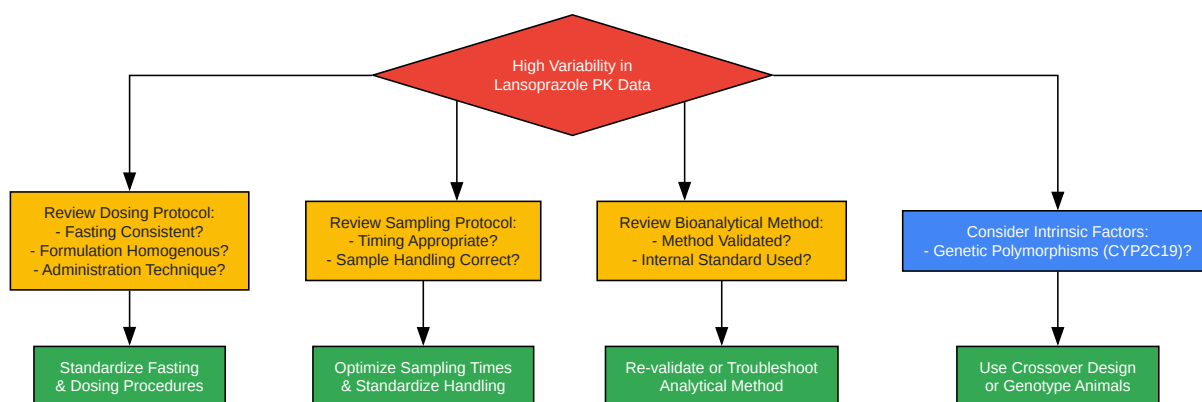 High Variability in
Lansoprazole PK Data
Review Dosing Protocol:
- Fasting Consistent?
- Formulation Homogenous?
- Administration Technique?
Review Sampling Protocol:
- Timing Appropriate?
- Sample Handling Correct?
Review Bioanalytical Method:
- Method Validated?
- Internal Standard Used?
Consider Intrinsic Factors:
- Genetic Polymorphisms (CYP2C19)?
Standardize Fasting
& Dosing Procedures
Optimize Sampling Times
& Standardize Handling
Re-validate or Troubleshoot
Analytical Method
Use Crossover Design
or Genotype Animals